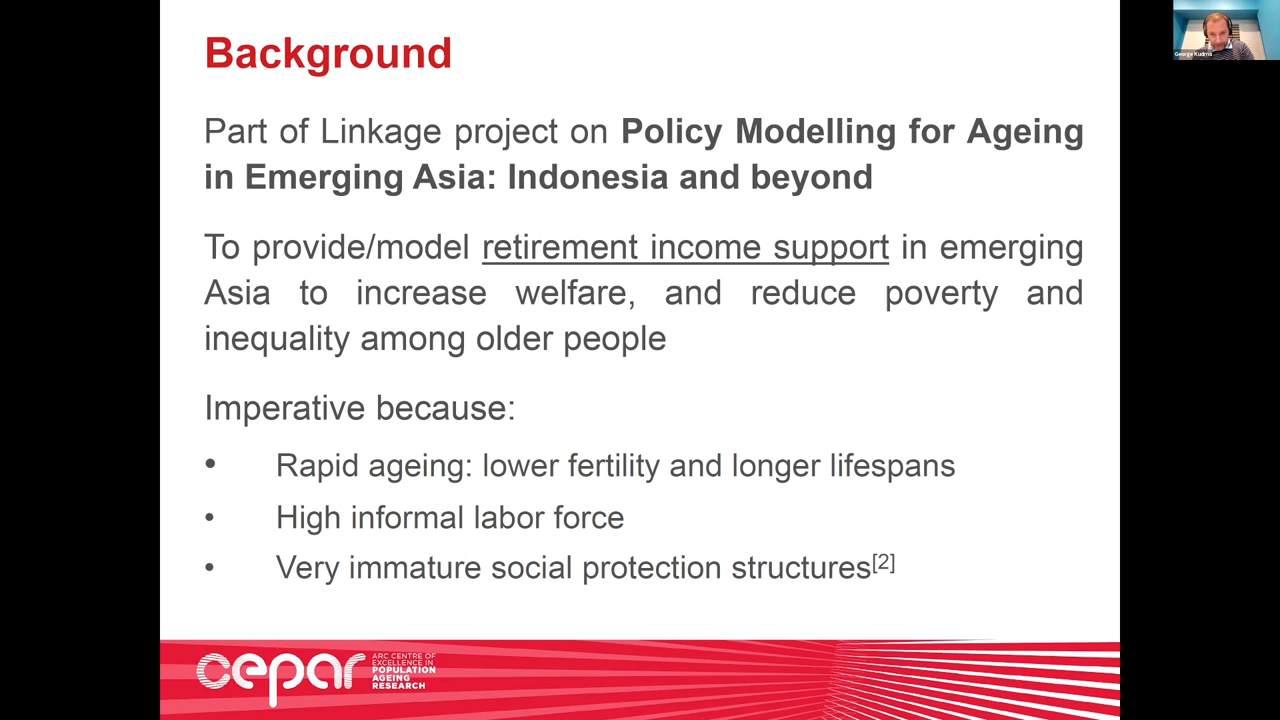 Background
Part of Linkage project on Policy Modelling for Ageing
in Emerging Asia: Indonesia and beyond
To provide/model retirement income support in emerging
Asia to increase welfare, and reduce poverty and
inequality among older people
Imperative because:
• Rapid ageing: lower fertility and longer lifespans
• High informal labor force
• Very immature social protection structures[2]
cepar
ARC CENTRE OF
EXCELLENCE IN
POPULATION
AGEING
RESEARCH
George Kudrna